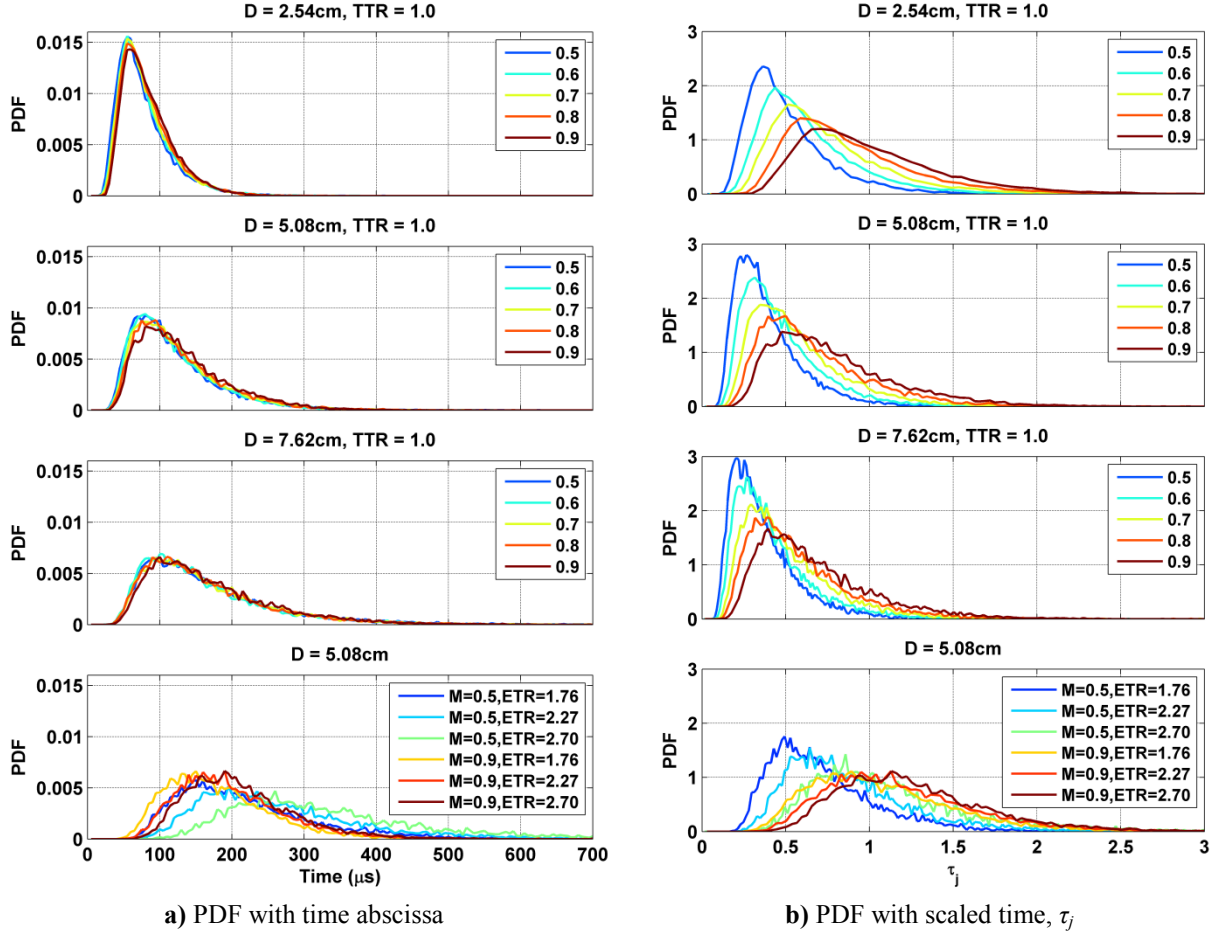 D = 2.54cm, TTR = 1.0
0.015
0.01
0.005
0
PDF
0.5
0.6
0.7
0.8
0.9
D = 5.08cm, TTR = 1.0
0.015
0.01
0.005
0
PDF
0.5
0.6
0.7
0.8
0.9
D = 7.62cm, TTR = 1.0
0.015
0.01
0.005
0
PDF
0.5
0.6
0.7
0.8
0.9
D = 5.08cm
0.015
0.01
0.005
0
PDF
M=0.5,ETR=1.76
M=0.5,ETR=2.27
M=0.5,ETR=2.70
M=0.9,ETR=1.76
M=0.9,ETR=2.27
M=0.9,ETR=2.70
0 100 200 300 400 500 600 700
Time (μs)
a) PDF with time abscissa
D = 2.54cm, TTR = 1.0
3
2
1
0
PDF
0.5
0.6
0.7
0.8
0.9
D = 5.08cm, TTR = 1.0
3
2
1
0
PDF
0.5
0.6
0.7
0.8
0.9
D = 7.62cm, TTR = 1.0
3
2
1
0
PDF
0.5
0.6
0.7
0.8
0.9
D = 5.08cm
3
2
1
0
PDF
M=0.5,ETR=1.76
M=0.5,ETR=2.27
M=0.5,ETR=2.70
M=0.9,ETR=1.76
M=0.9,ETR=2.27
M=0.9,ETR=2.70
0 0.5 1 1.5 2 2.5 3
τj
b) PDF with scaled time, τj